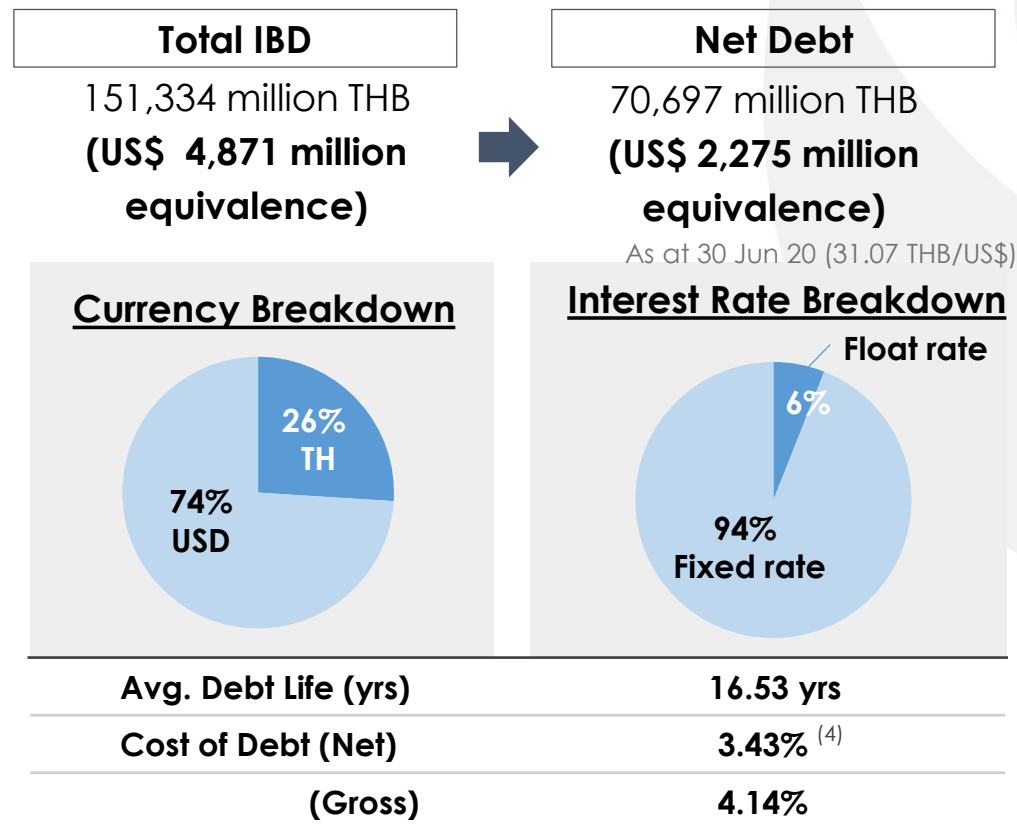 Total IBD
151,334 million THB
(US$ 4,871 million
equivalence)
Net Debt
70,697 million THB
(US$ 2,275 million
equivalence)
As at 30 Jun 20 (31.07 THB/US$)
Currency Breakdown
26%
TH
74%
USD
Interest Rate Breakdown
Float rate
6%
94%
Fixed rate
Avg. Debt Life (yrs) 16.53 yrs
Cost of Debt (Net) 3.43% (4)
(Gross) 4.14%